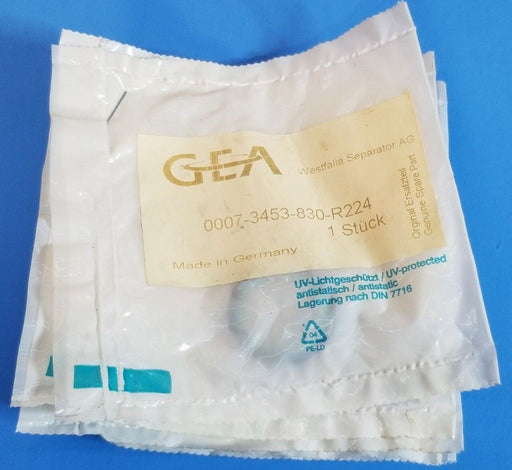 GEA
Westfalia Separator AG
0007-3453-830-R224
1 Stück
Made in Germany
Orginal Ersatzteil
Genuine Spare Part
UV-Lichtgeschützt / UV-protected
antistatisch / antistatic
Lagerung nach DIN 7716
04
PE-LD